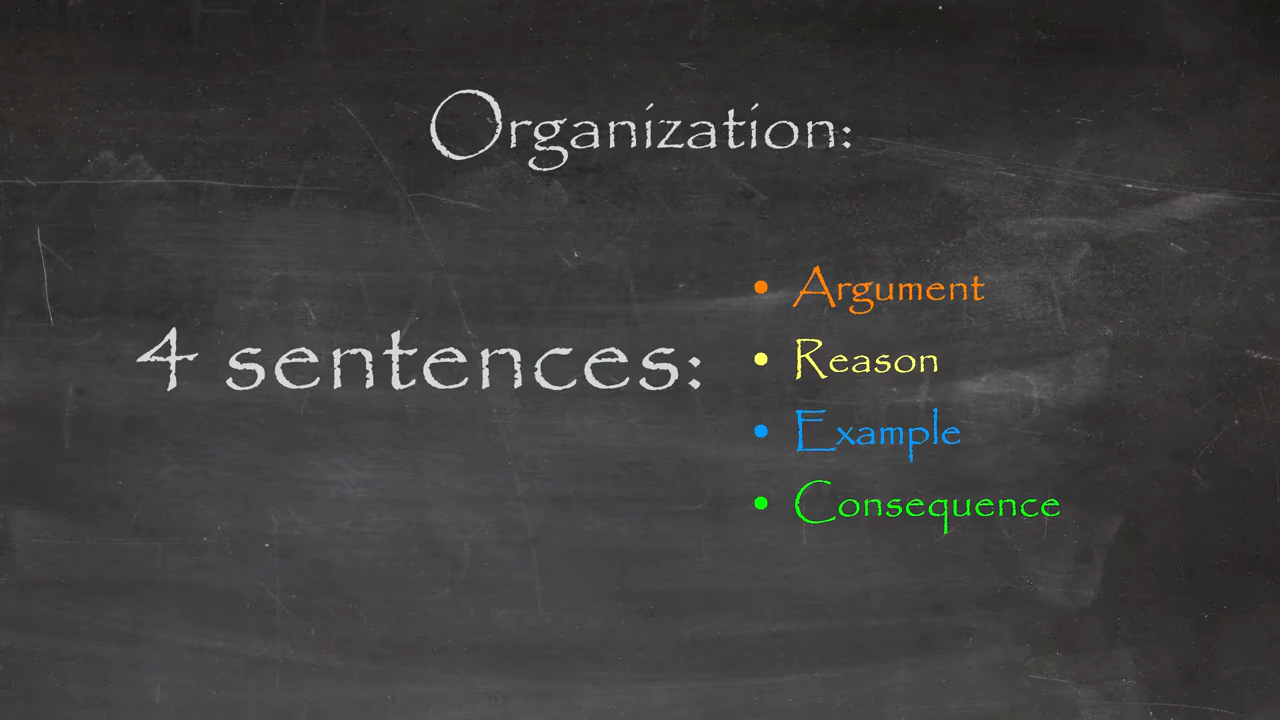 Organization:
4 sentences:
• Argument
• Reason
• Example
• Consequence